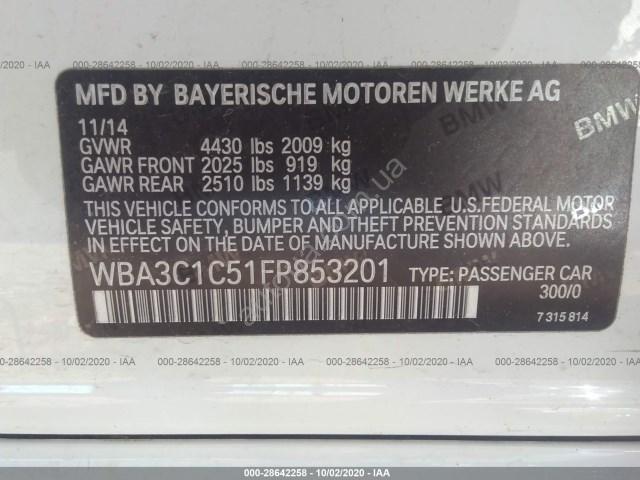 000-28642258 - 10/02/2020 - IAA
MFD BY BAYERISCHE MOTOREN WERKE AG
11/14
GVWR 4430 lbs 2009 kg
GAWR FRONT 2025 lbs 919 kg
GAWR REAR 2510 lbs 1139 kg
THIS VEHICLE CONFORMS TO ALL APPLICABLE U.S.FEDERAL MOTOR
VEHICLE SAFETY, BUMPER AND THEFT PREVENTION STANDARDS
IN EFFECT ON THE DATE OF MANUFACTURE SHOWN ABOVE.
WBA3C1C51FP853201 TYPE: PASSENGER CAR
300/0
7 315 814
BMW
BMW
BMW
000-28642258 - 10/02/2020 - IAA
000-28642258 - 10/02/2020 - IAA